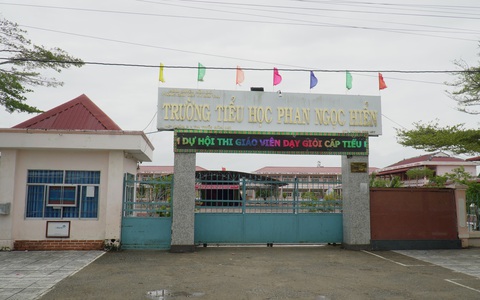 TRƯỜNG TIỂU HỌC PHAN NGỌC HIỂN
DỰ HỘI THI GIÁO VIÊN DẠY GIỎI CẤP TIỂU